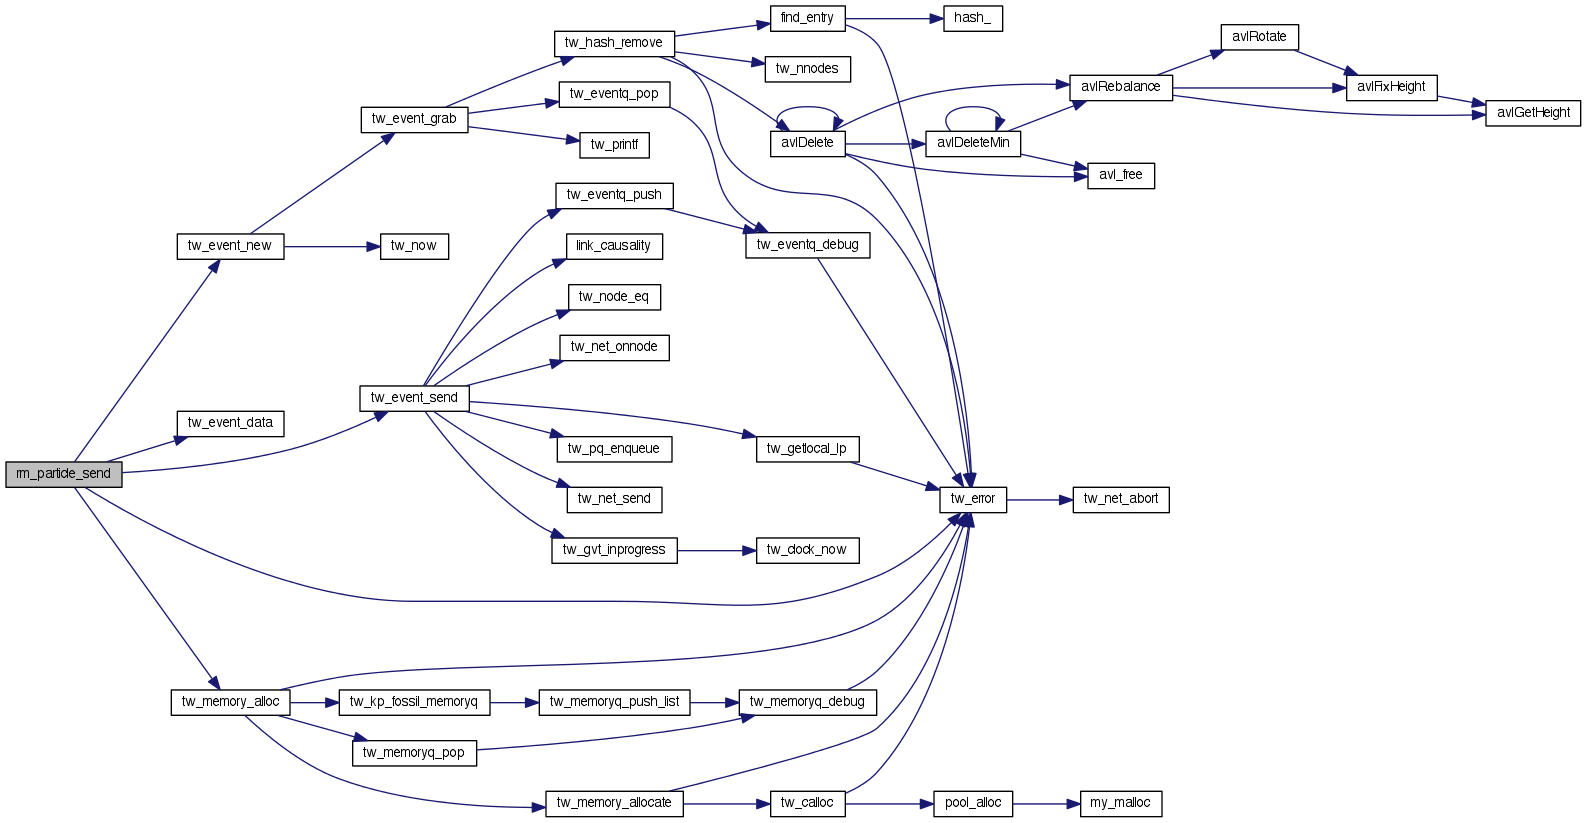 find_entry
hash_
avlRotate
tw_hash_remove
tw_nnodes
avlRebalance
avlFixHeight
tw_eventq_pop
avlGetHeight
tw_event_grab
avlDelete
avlDeleteMin
tw_printf
avl_free
tw_eventq_push
tw_event_new
tw_now
link_causality
tw_eventq_debug
tw_node_eq
tw_net_onnode
tw_event_send
tw_event_data
tw_pq_enqueue
tw_getlocal_lp
rm_particle_send
tw_net_send
tw_error
tw_net_abort
tw_gvt_inprogress
tw_clock_now
tw_memory_alloc
tw_kp_fossil_memoryq
tw_memoryq_push_list
tw_memoryq_debug
tw_memoryq_pop
tw_memory_allocate
tw_calloc
pool_alloc
my_malloc